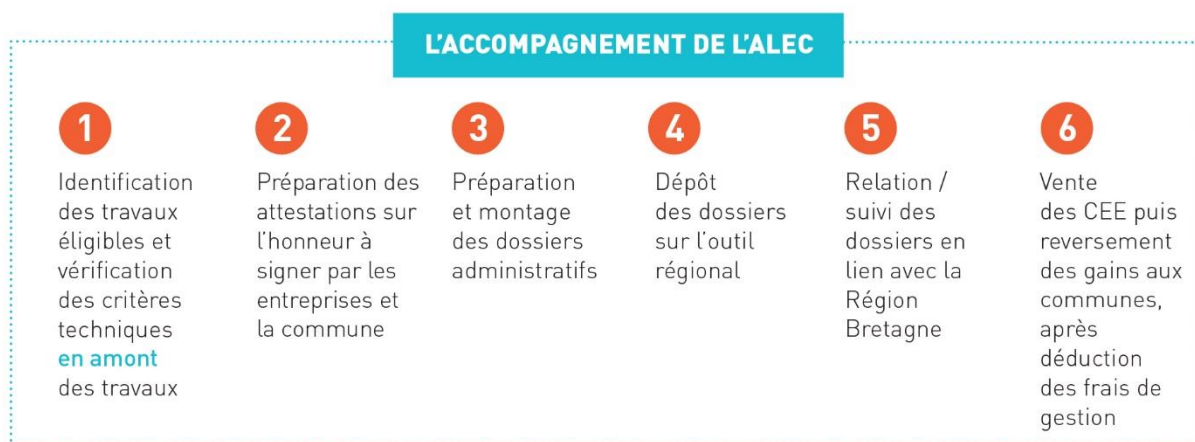 L'ACCOMPAGNEMENT DE L'ALEC
1
Identification
des travaux
éligibles et
vérification
des critères
techniques
en amont
des travaux
2
Préparation des
attestations sur
l'honneur à
signer par les
entreprises et
la commune
3
Préparation
et montage
des dossiers
administratifs
4
Dépôt
des dossiers
sur l'outil
régional
5
Relation /
suivi des
dossiers en
lien avec la
Région
Bretagne
6
Vente
des CEE puis
reversement
des gains aux
communes,
après
déduction
des frais de
gestion